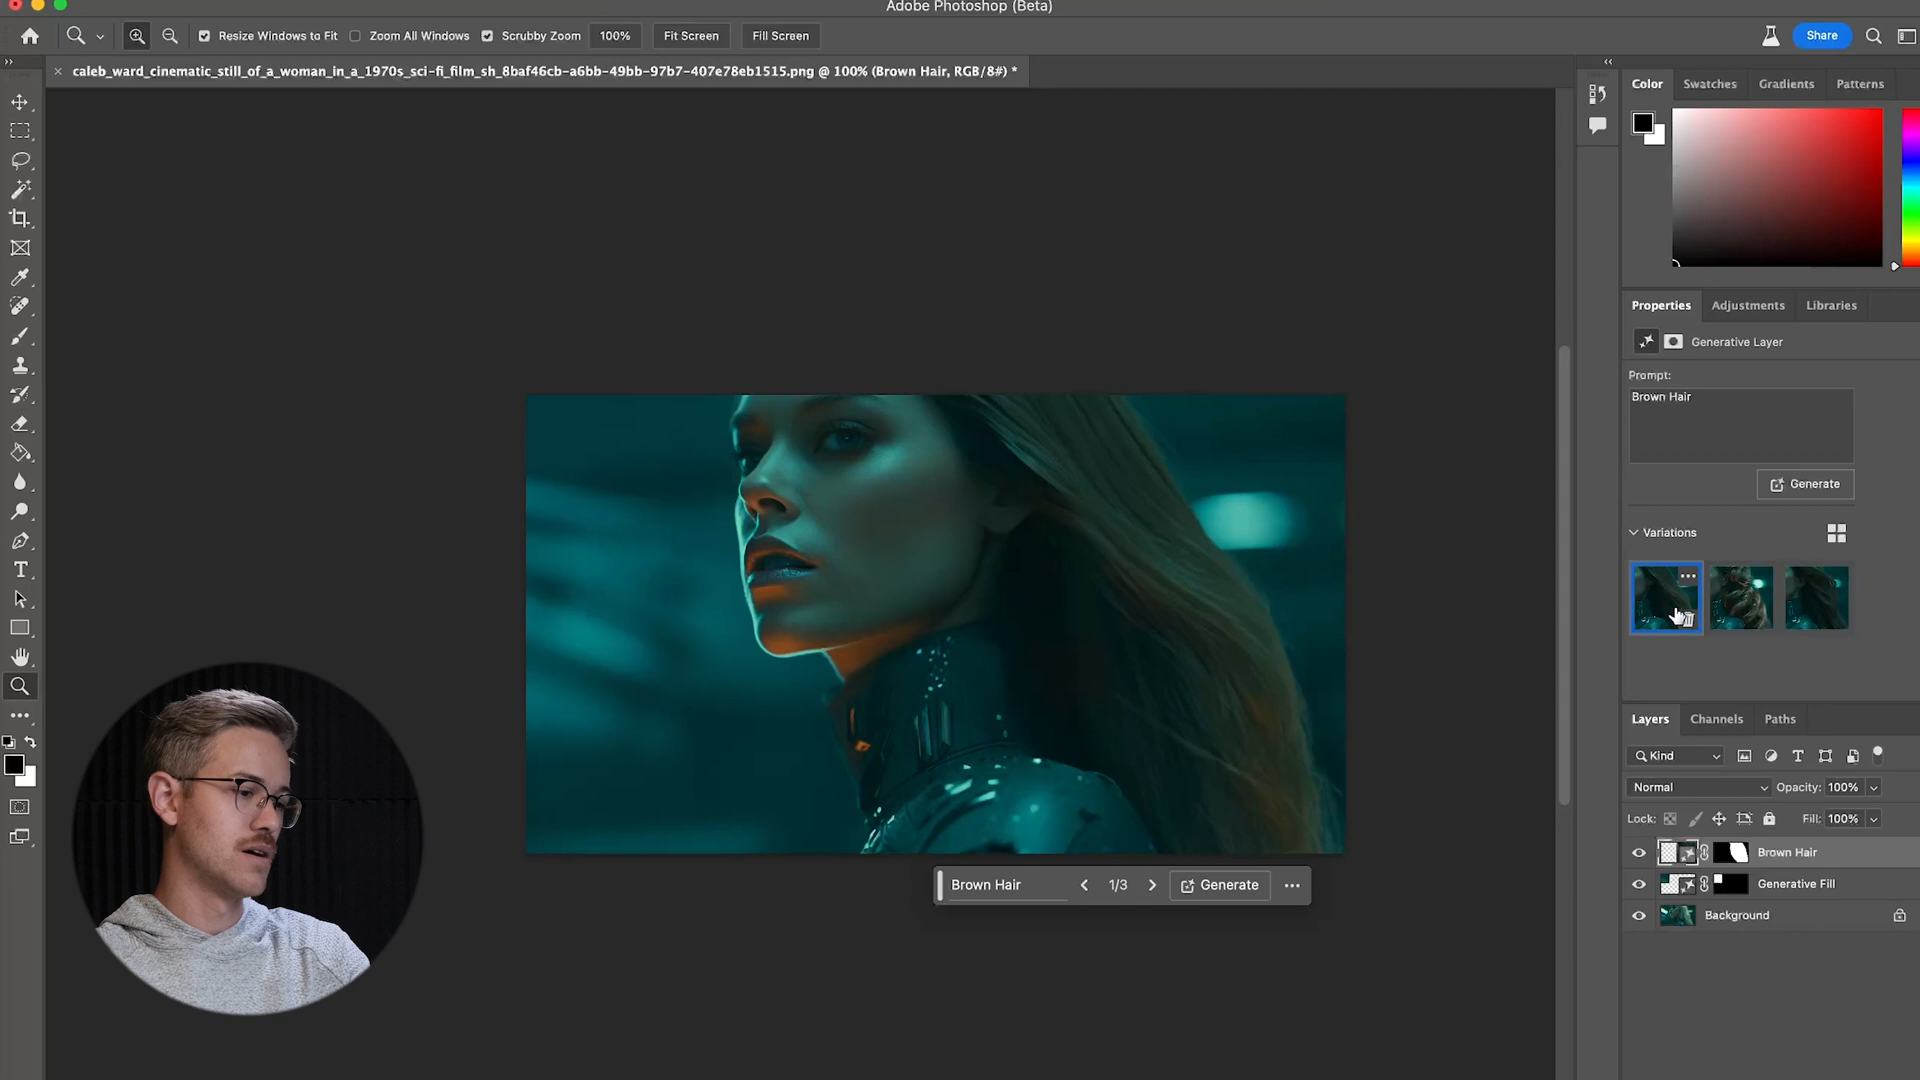 Adobe Photoshop (Beta)
Resize Windows to Fit
Zoom All Windows
Scrubby Zoom
100%
Fit Screen
Fill Screen
Share
caleb_ward_cinematic_still_of_a_woman_in_a_1970s_sci-fi_film_sh_8baf46cb-a6bb-49bb-97b7-407e78eb1515.png @ 100% (Brown Hair, RGB/8#) *
Color
Swatches
Gradients
Patterns
Properties
Adjustments
Libraries
Generative Layer
Prompt:
Brown Hair
Generate
Variations
Layers
Channels
Paths
Kind
Normal
Opacity: 100%
Lock:
Fill: 100%
Brown Hair
Generative Fill
Background
Brown Hair
1/3
Generate